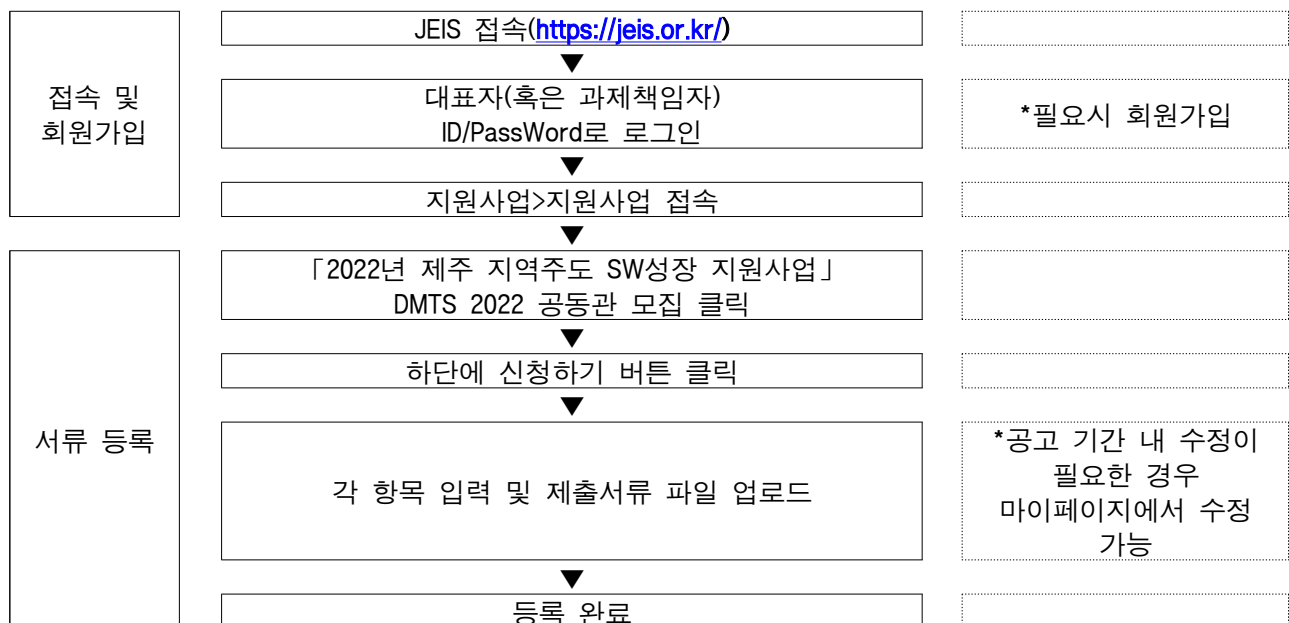 JEIS 접속(https://jeis.or.kr/)
▼
접속 및
회원가입
대표자(혹은 과제책임자)
ID/PassWord로 로그인
*필요시 회원가입
▼
지원사업>지원사업 접속
▼
「2022년 제주 지역주도 SW성장 지원사업」
DMTS 2022 공동관 모집 클릭
▼
하단에 신청하기 버튼 클릭
▼
서류 등록
각 항목 입력 및 제출서류 파일 업로드
*공고 기간 내 수정이
필요한 경우
마이페이지에서 수정
가능
▼
등록 완료